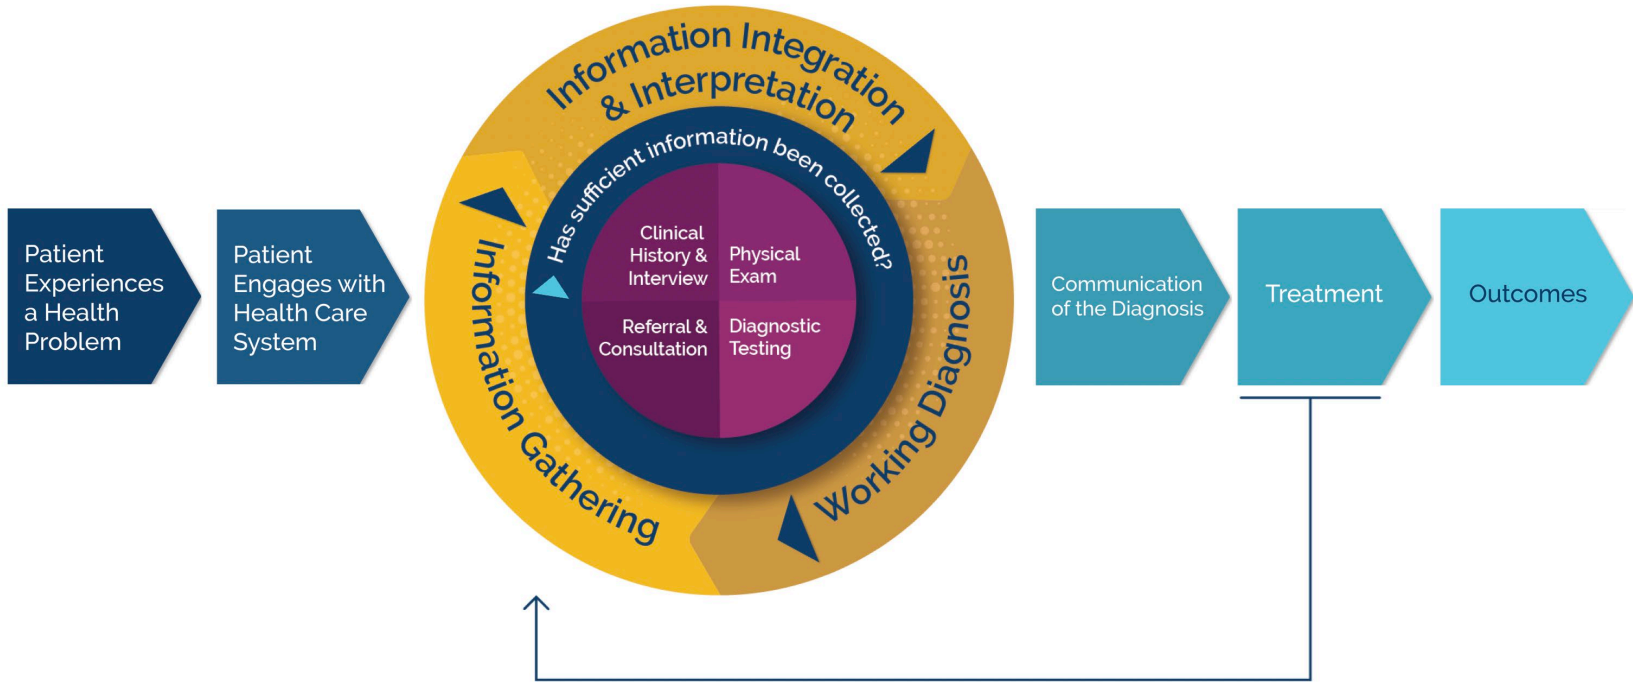 Patient
Experiences
a Health
Problem
Patient
Engages with
Health Care
System
Information Integration
& Interpretation
Information Gathering
Working Diagnosis
Has sufficient information been collected?
Clinical
History &
Interview
Physical
Exam
Referral &
Consultation
Diagnostic
Testing
Communication
of the Diagnosis
Treatment
Outcomes